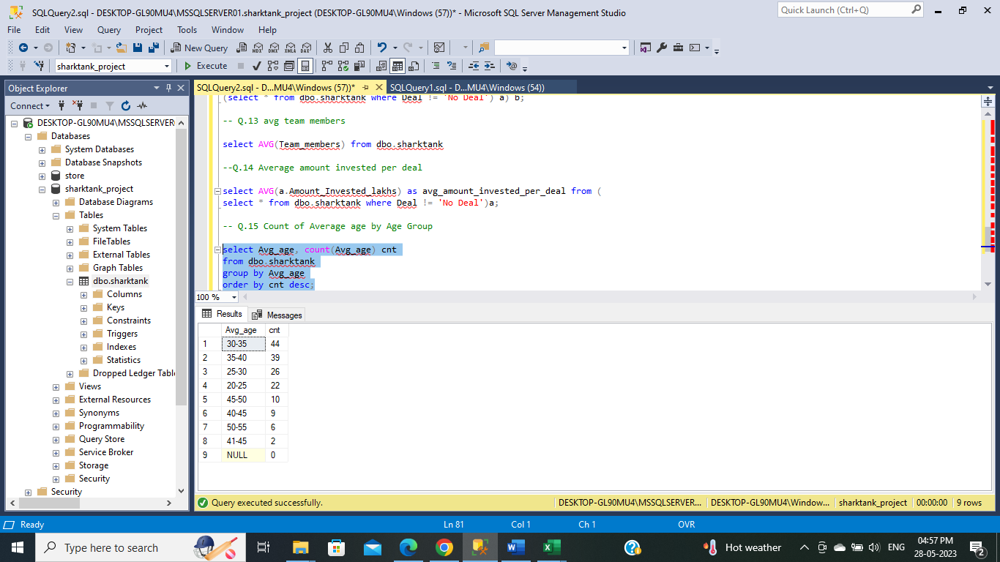 SQLQuery2.sql - DESKTOP-GL90MU4\MSSQLSERVER01.sharktank_project (DESKTOP-GL90MU4\Windows (57))* - Microsoft SQL Server Management Studio
Quick Launch (Ctrl+Q)
File Edit View Query Project Tools Window Help
New Query MDX DMX XMLA DAX
sharktank_project Execute
Object Explorer
SQLQuery2.sql - D...MU4\Windows (57))* SQLQuery1.sql - D...MU4\Windows (54))
Connect
DESKTOP-GL90MU4\MSSQLSERVER
Databases
System Databases
Database Snapshots
store
sharktank_project
Database Diagrams
Tables
System Tables
FileTables
External Tables
Graph Tables
dbo.sharktank
Columns
Keys
Constraints
Triggers
Indexes
Statistics
Dropped Ledger Table
Views
External Resources
Synonyms
Programmability
Query Store
Service Broker
Storage
Security
Security
(select * from dbo.sharktank where Deal != 'No Deal') a) b;
-- Q.13 avg team members
select AVG(Team_members) from dbo.sharktank
--Q.14 Average amount invested per deal
select AVG(a.Amount_Invested_lakhs) as avg_amount_invested_per_deal from (
select * from dbo.sharktank where Deal != 'No Deal')a;
-- Q.15 Count of Average age by Age Group
select Avg_age, count(Avg_age) cnt
from dbo.sharktank
group by Avg_age
order by cnt desc;
100 %
Results Messages
Avg_age cnt
1 30-35 44
2 35-40 39
3 25-30 26
4 20-25 22
5 45-50 10
6 40-45 9
7 50-55 6
8 41-45 2
9 NULL 0
Query executed successfully. DESKTOP-GL90MU4\MSSQLSERVER... DESKTOP-GL90MU4\Window... sharktank_project 00:00:00 9 rows
Ready Ln 81 Col 1 Ch 1 OVR
Type here to search Hot weather ENG 04:57 PM
28-05-2023 2